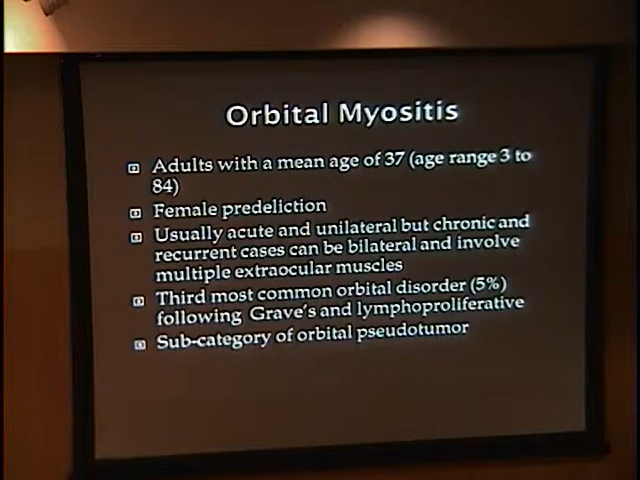 Orbital Myositis
Adults with a mean age of 37 (age range 3 to
84)
Female predeliction
Usually acute and unilateral but chronic and
recurrent cases can be bilateral and involve
multiple extraocular muscles
Third most common orbital disorder (5%)
following Grave's and lymphoproliferative
Sub-category of orbital pseudotumor